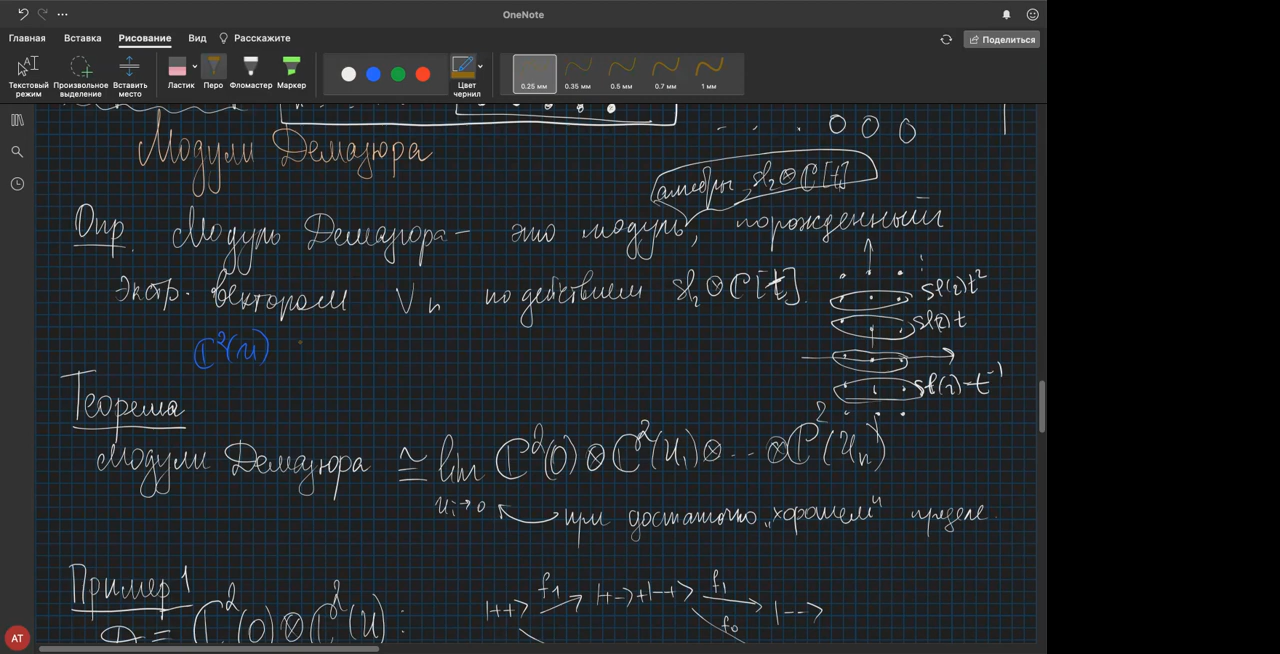 OneNote
Главная Вставка Рисование Вид Расскажите
Поделиться
Текстовый режим
Произвольное выделение
Вставить место
Ластик Перо Фломастер Маркер
Цвет чернил
0.25 мм 0.35 мм 0.5 мм 0.7 мм 1 мм
Модули Демазюра
алгебры sl₂⊗ℂ[t]
Опр. Модуль Демазюра – это модуль, порожденный
экстр. вектором Vₙ под действием sl₂⊗ℂ[t].
sl(2)t²
sl(2)t
sl(2)t⁻¹
ℂ²(u)
Теорема
Модули Демазюра ≅ lim ℂ²(0)⊗ℂ²(u₁)⊗...⊗ℂ²(uₙ)
uᵢ→0 при достаточно "хорошем" пределе.
Пример 1
= ℂ²(0)⊗ℂ²(u):
|++> f₁ |+->+|-+> f₁ |-->
f₀
AT